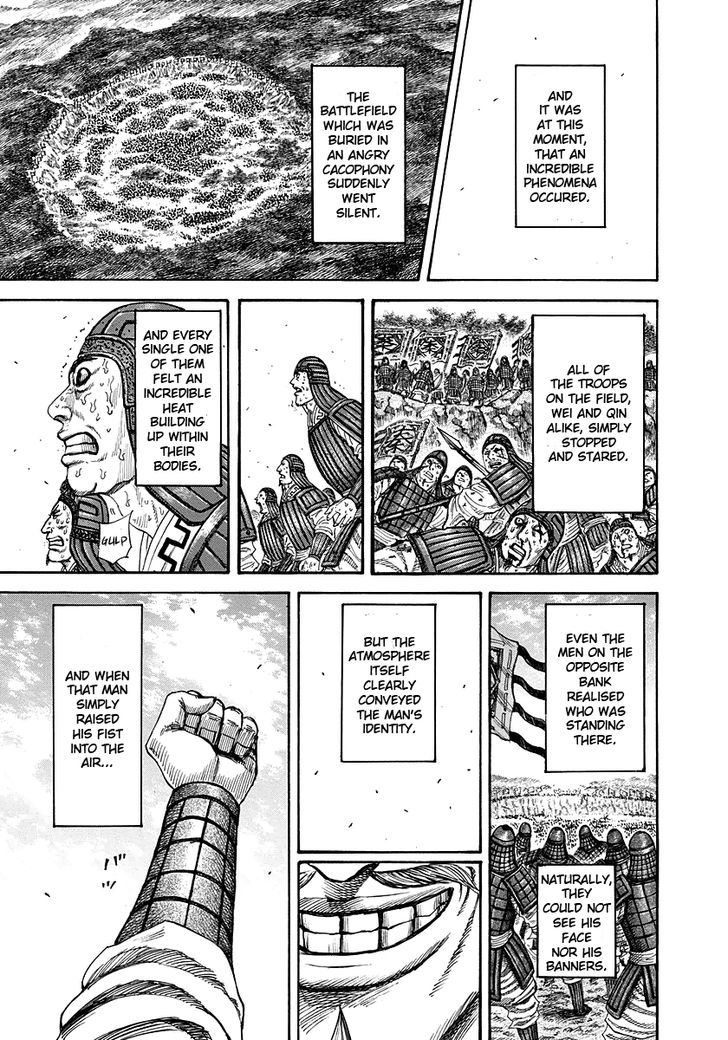 AND
IT WAS
AT THIS
MOMENT,
THAT AN
INCREDIBLE
PHENOMENA
OCCURED.
THE
BATTLEFIELD
WHICH WAS
BURIED IN
AN ANGRY
CACOPHONY
SUDDENLY
WENT
SILENT.
ALL OF
THE TROOPS
ON THE FIELD,
WEI AND QIN
ALIKE, SIMPLY
STOPPED
AND STARED.
AND EVERY
SINGLE ONE
OF THEM
FELT AN
INCREDIBLE
HEAT
BUILDING
UP WITHIN
THEIR
BODIES.
GULP
EVEN THE
MEN ON THE
OPPOSITE
BANK
REALISED
WHO WAS
STANDING
THERE.
NATURALLY,
THEY
COULD NOT
SEE HIS
FACE
NOR HIS
BANNERS.
BUT THE
ATMOSPHERE
ITSELF
CLEARLY
CONVEYED
THE MAN'S
IDENTITY.
AND WHEN
THAT MAN
SIMPLY
RAISED
HIS FIST
INTO THE
AIR...